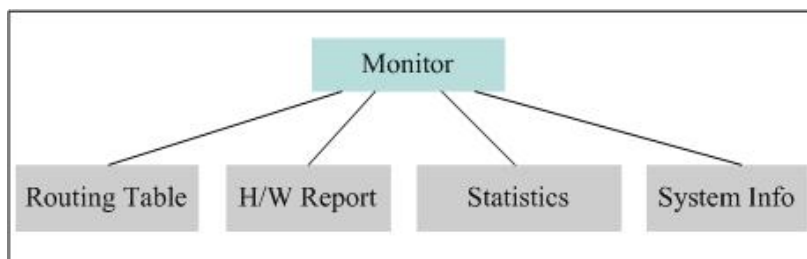 Monitor
Routing Table
H/W Report
Statistics
System Info